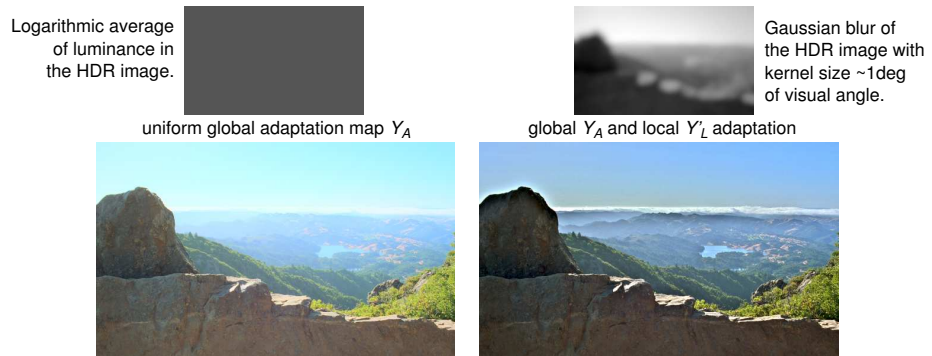 Logarithmic average
of luminance in
the HDR image.
Gaussian blur of
the HDR image with
kernel size ~1deg
of visual angle.
uniform global adaptation map Y_A
global Y_A and local Y'_L adaptation